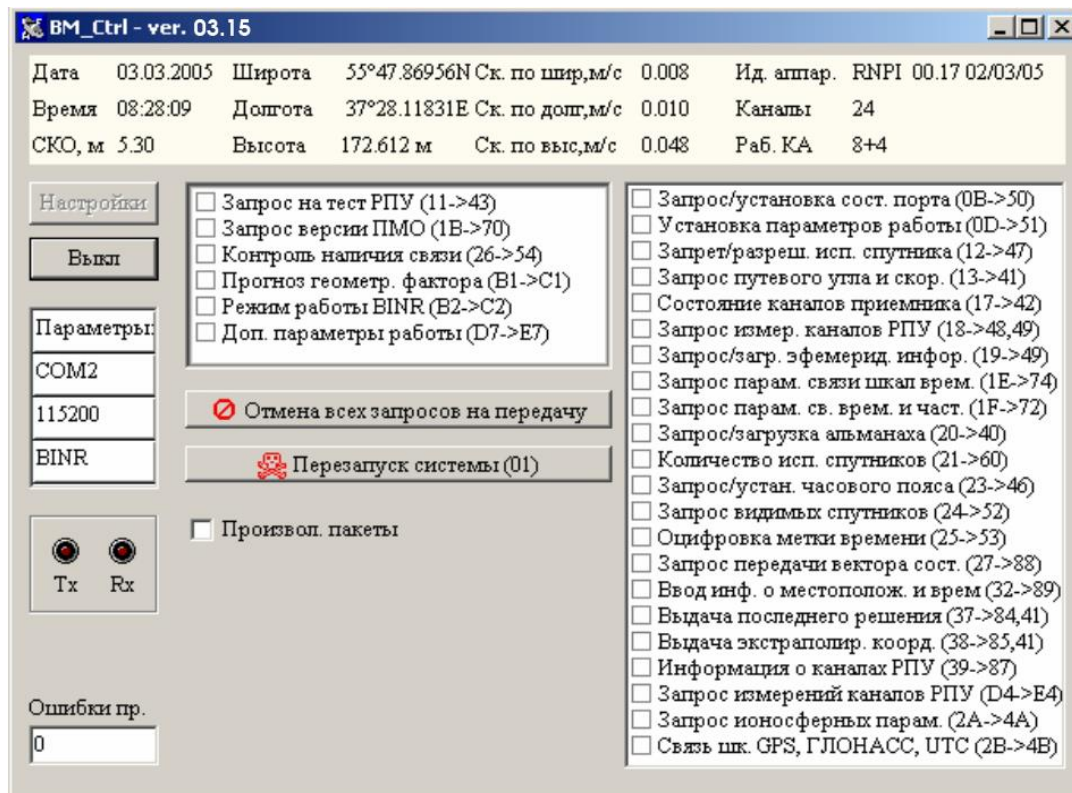 BM_Ctrl - ver. 03.15
Дата 03.03.2005 Широта 55°47.86956N Ск. по шир,м/с 0.008 Ид. аппар. RNPI 00.17 02/03/05
Время 08:28:09 Долгота 37°28.11831E Ск. по долг,м/с 0.010 Каналы 24
СКО, м 5.30 Высота 172.612 м Ск. по выс,м/с 0.048 Раб. КА 8+4
Настройки
Выкл
Параметры:
COM2
115200
BINR
Tx Rx
Ошибки пр.
0
Запрос на тест РПУ (11->43)
Запрос версии ПМО (1B->70)
Контроль наличия связи (26->54)
Прогноз геометр. фактора (B1->C1)
Режим работы BINR (B2->C2)
Доп. параметры работы (D7->E7)
Отмена всех запросов на передачу
Перезапуск системы (01)
Произвол. пакеты
Запрос/установка сост. порта (0B->50)
Установка параметров работы (0D->51)
Запрет/разреш. исп. спутника (12->47)
Запрос путевого угла и скор. (13->41)
Состояние каналов приемника (17->42)
Запрос измер. каналов РПУ (18->48,49)
Запрос/загр. эфемерид. инфор. (19->49)
Запрос парам. связи шкал врем. (1E->74)
Запрос парам. св. врем. и част. (1F->72)
Запрос/загрузка альманаха (20->40)
Количество исп. спутников (21->60)
Запрос/устан. часового пояса (23->46)
Запрос видимых спутников (24->52)
Оцифровка метки времени (25->53)
Запрос передачи вектора сост. (27->88)
Ввод инф. о местополож. и врем (32->89)
Выдача последнего решения (37->84,41)
Выдача экстраполир. коорд. (38->85,41)
Информация о каналах РПУ (39->87)
Запрос измерений каналов РПУ (D4->E4)
Запрос ионосферных парам. (2A->4A)
Связь шк. GPS, ГЛОНАСС, UTC (2B->4B)